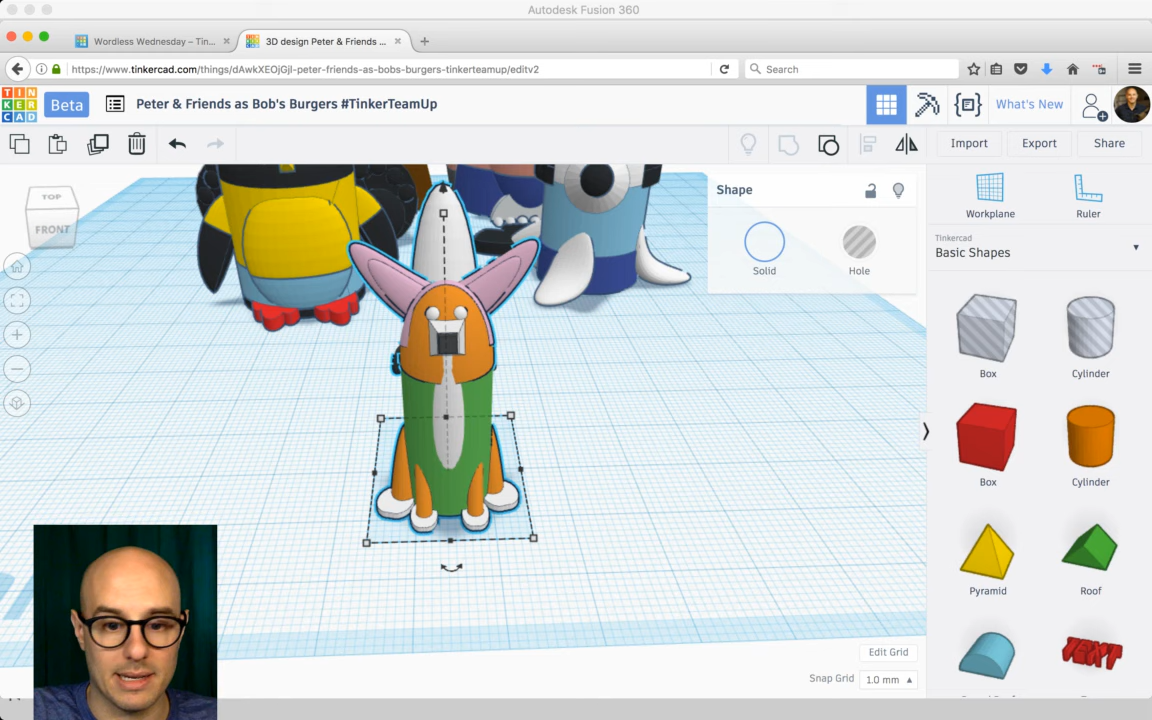 Autodesk Fusion 360
Wordless Wednesday – Tin...
3D design Peter & Friends ...
https://www.tinkercad.com/things/dAwkXEOjGjl-peter-friends-as-bobs-burgers-tinkerteamup/editv2
Search
TIN
KER
CAD
Beta
Peter & Friends as Bob's Burgers #TinkerTeamUp
What's New
Import
Export
Share
TOP
FRONT
Shape
Solid
Hole
Workplane
Ruler
Tinkercad
Basic Shapes
Box
Cylinder
Box
Cylinder
Pyramid
Roof
TEXT
Edit Grid
Snap Grid
1.0 mm